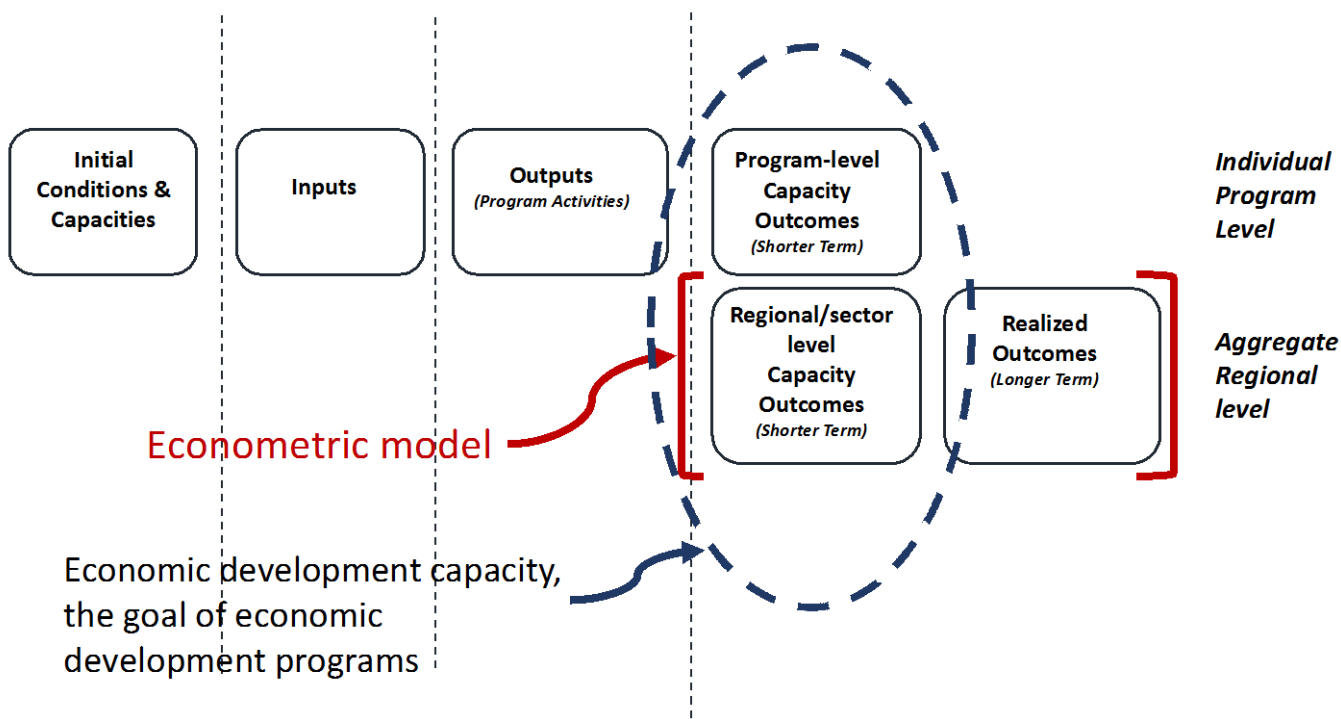 Initial
Conditions &
Capacities
Inputs
Outputs
(Program Activities)
Program-level
Capacity
Outcomes
(Shorter Term)
Individual
Program
Level
Regional/sector
level
Capacity
Outcomes
(Shorter Term)
Realized
Outcomes
(Longer Term)
Aggregate
Regional
level
Econometric model
Economic development capacity,
the goal of economic
development programs